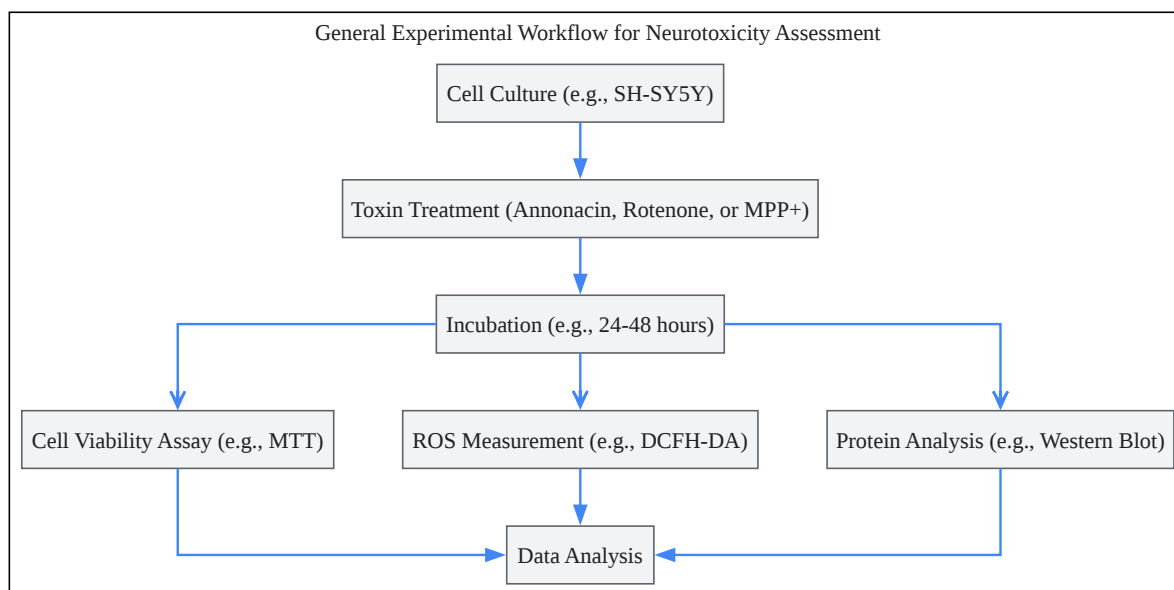 General Experimental Workflow for Neurotoxicity Assessment
Cell Culture (e.g., SH-SY5Y)
Toxin Treatment (Annonacin, Rotenone, or MPP+)
Incubation (e.g., 24-48 hours)
Cell Viability Assay (e.g., MTT)
ROS Measurement (e.g., DCFH-DA)
Protein Analysis (e.g., Western Blot)
Data Analysis